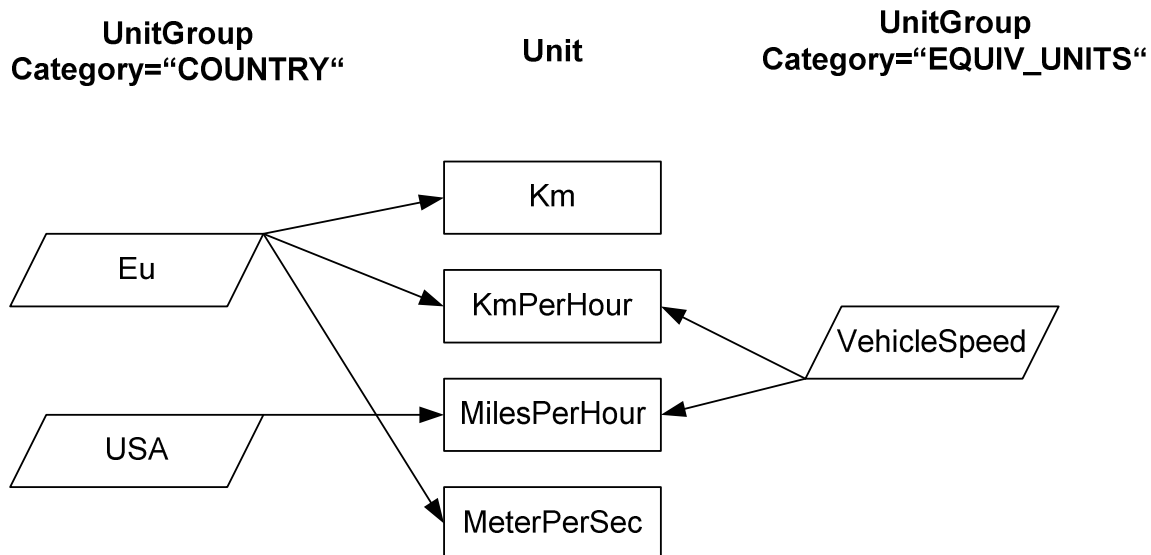 UnitGroup
Category=“COUNTRY“
Unit
UnitGroup
Category=“EQUIV_UNITS“
Km
Eu
KmPerHour
VehicleSpeed
MilesPerHour
USA
MeterPerSec